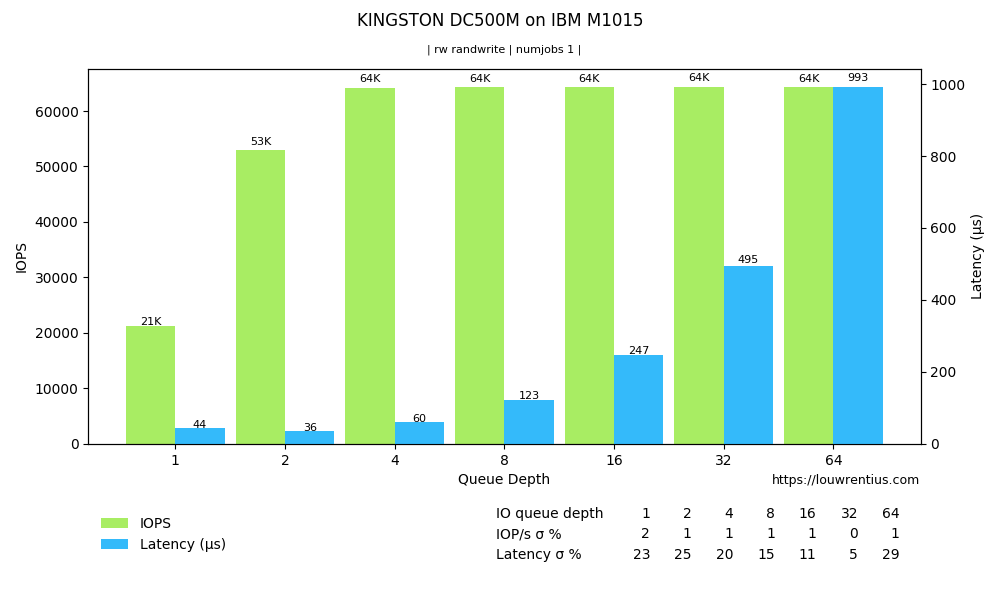 KINGSTON DC500M on IBM M1015
| rw randwrite | numjobs 1 |
64K 64K 64K 64K 64K 993
60000 1000
53K
50000 800
40000 600
IOPS Latency (µs)
30000 495
400
21K
20000 247 200
10000 123
44 36 60
0 0
1 2 4 8 16 32 64
Queue Depth https://louwrentius.com
IOPS
Latency (µs)
IO queue depth 1 2 4 8 16 32 64
IOP/s σ % 2 1 1 1 1 0 1
Latency σ % 23 25 20 15 11 5 29